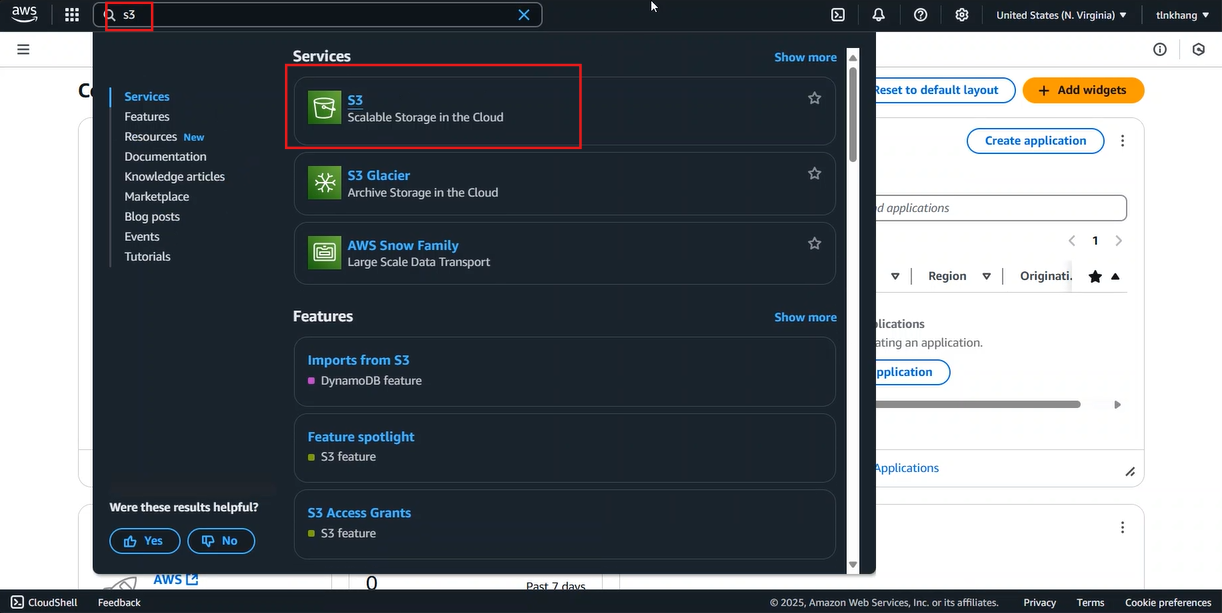 aws
s3
United States (N. Virginia)
tlnkhang
Services
Features
Resources New
Documentation
Knowledge articles
Marketplace
Blog posts
Events
Tutorials
Were these results helpful?
Yes
No
Services
Show more
S3
Scalable Storage in the Cloud
S3 Glacier
Archive Storage in the Cloud
AWS Snow Family
Large Scale Data Transport
Features
Show more
Imports from S3
DynamoDB feature
Feature spotlight
S3 feature
S3 Access Grants
S3 feature
Reset to default layout
+ Add widgets
Create application
applications
1
Region
Originati.
ating an application.
Applications
AWS
0
Past 7 days
CloudShell
Feedback
© 2025, Amazon Web Services, Inc. or its affiliates.
Privacy
Terms
Cookie preferences